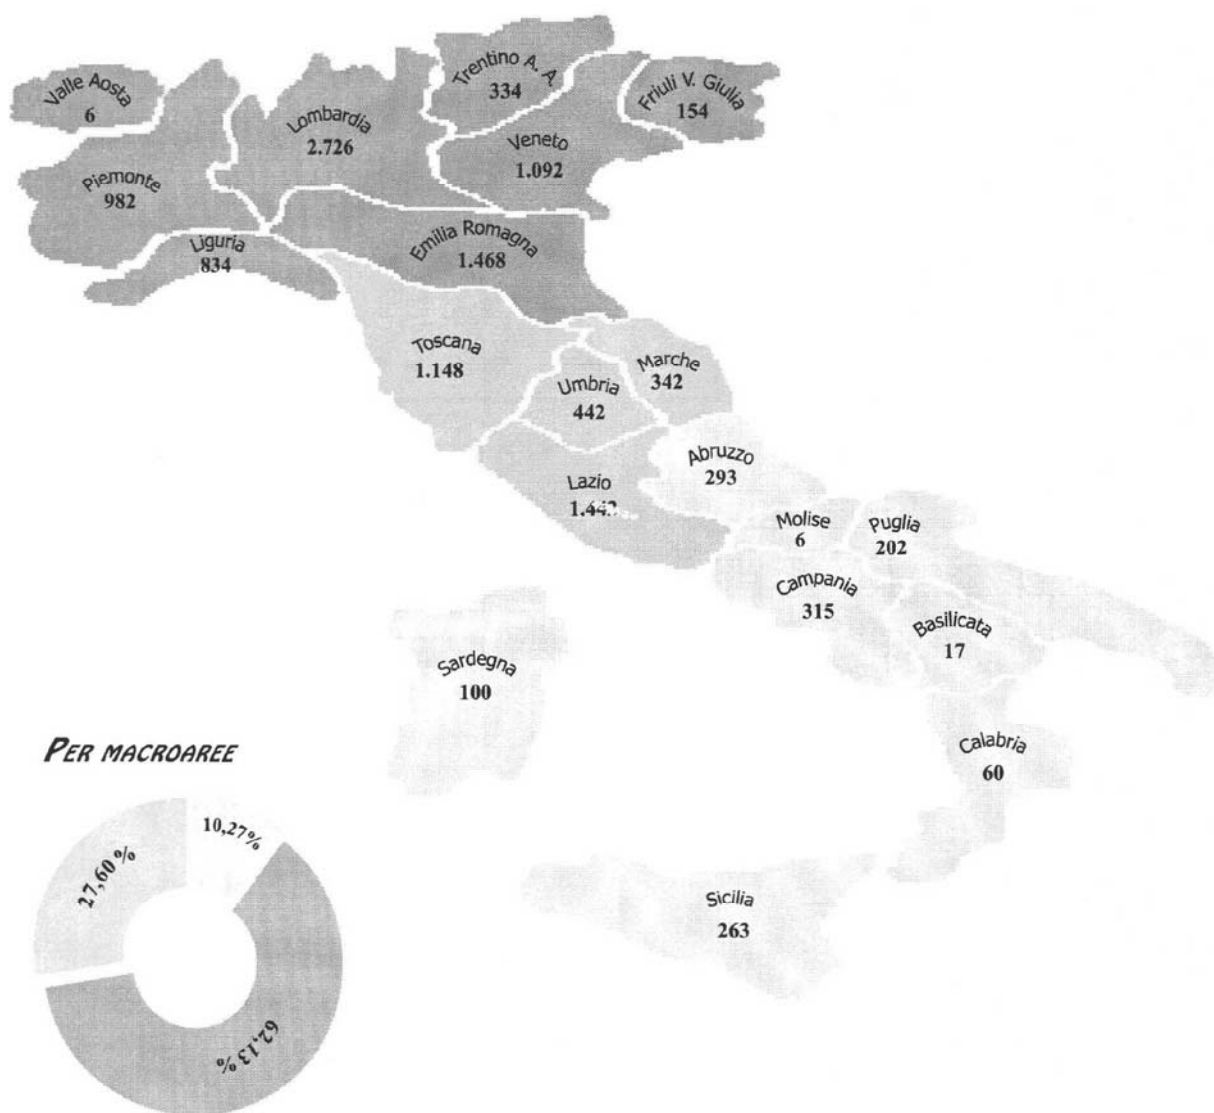 Trentino A. A.
334
Valle Aosta
6
Friuli V. Giulia
154
Lombardia
2.726
Veneto
1.092
Piemonte
982
Liguria
834
Emilia Romagna
1.468
Toscana
1.148
Marche
342
Umbria
442
Abruzzo
293
Lazio
Molise
6
Puglia
202
Campania
315
Basilicata
17
Sardegna
100
Calabria
60
Sicilia
263
PER MACROAREE
10,27%
27,60 %
62,13 %